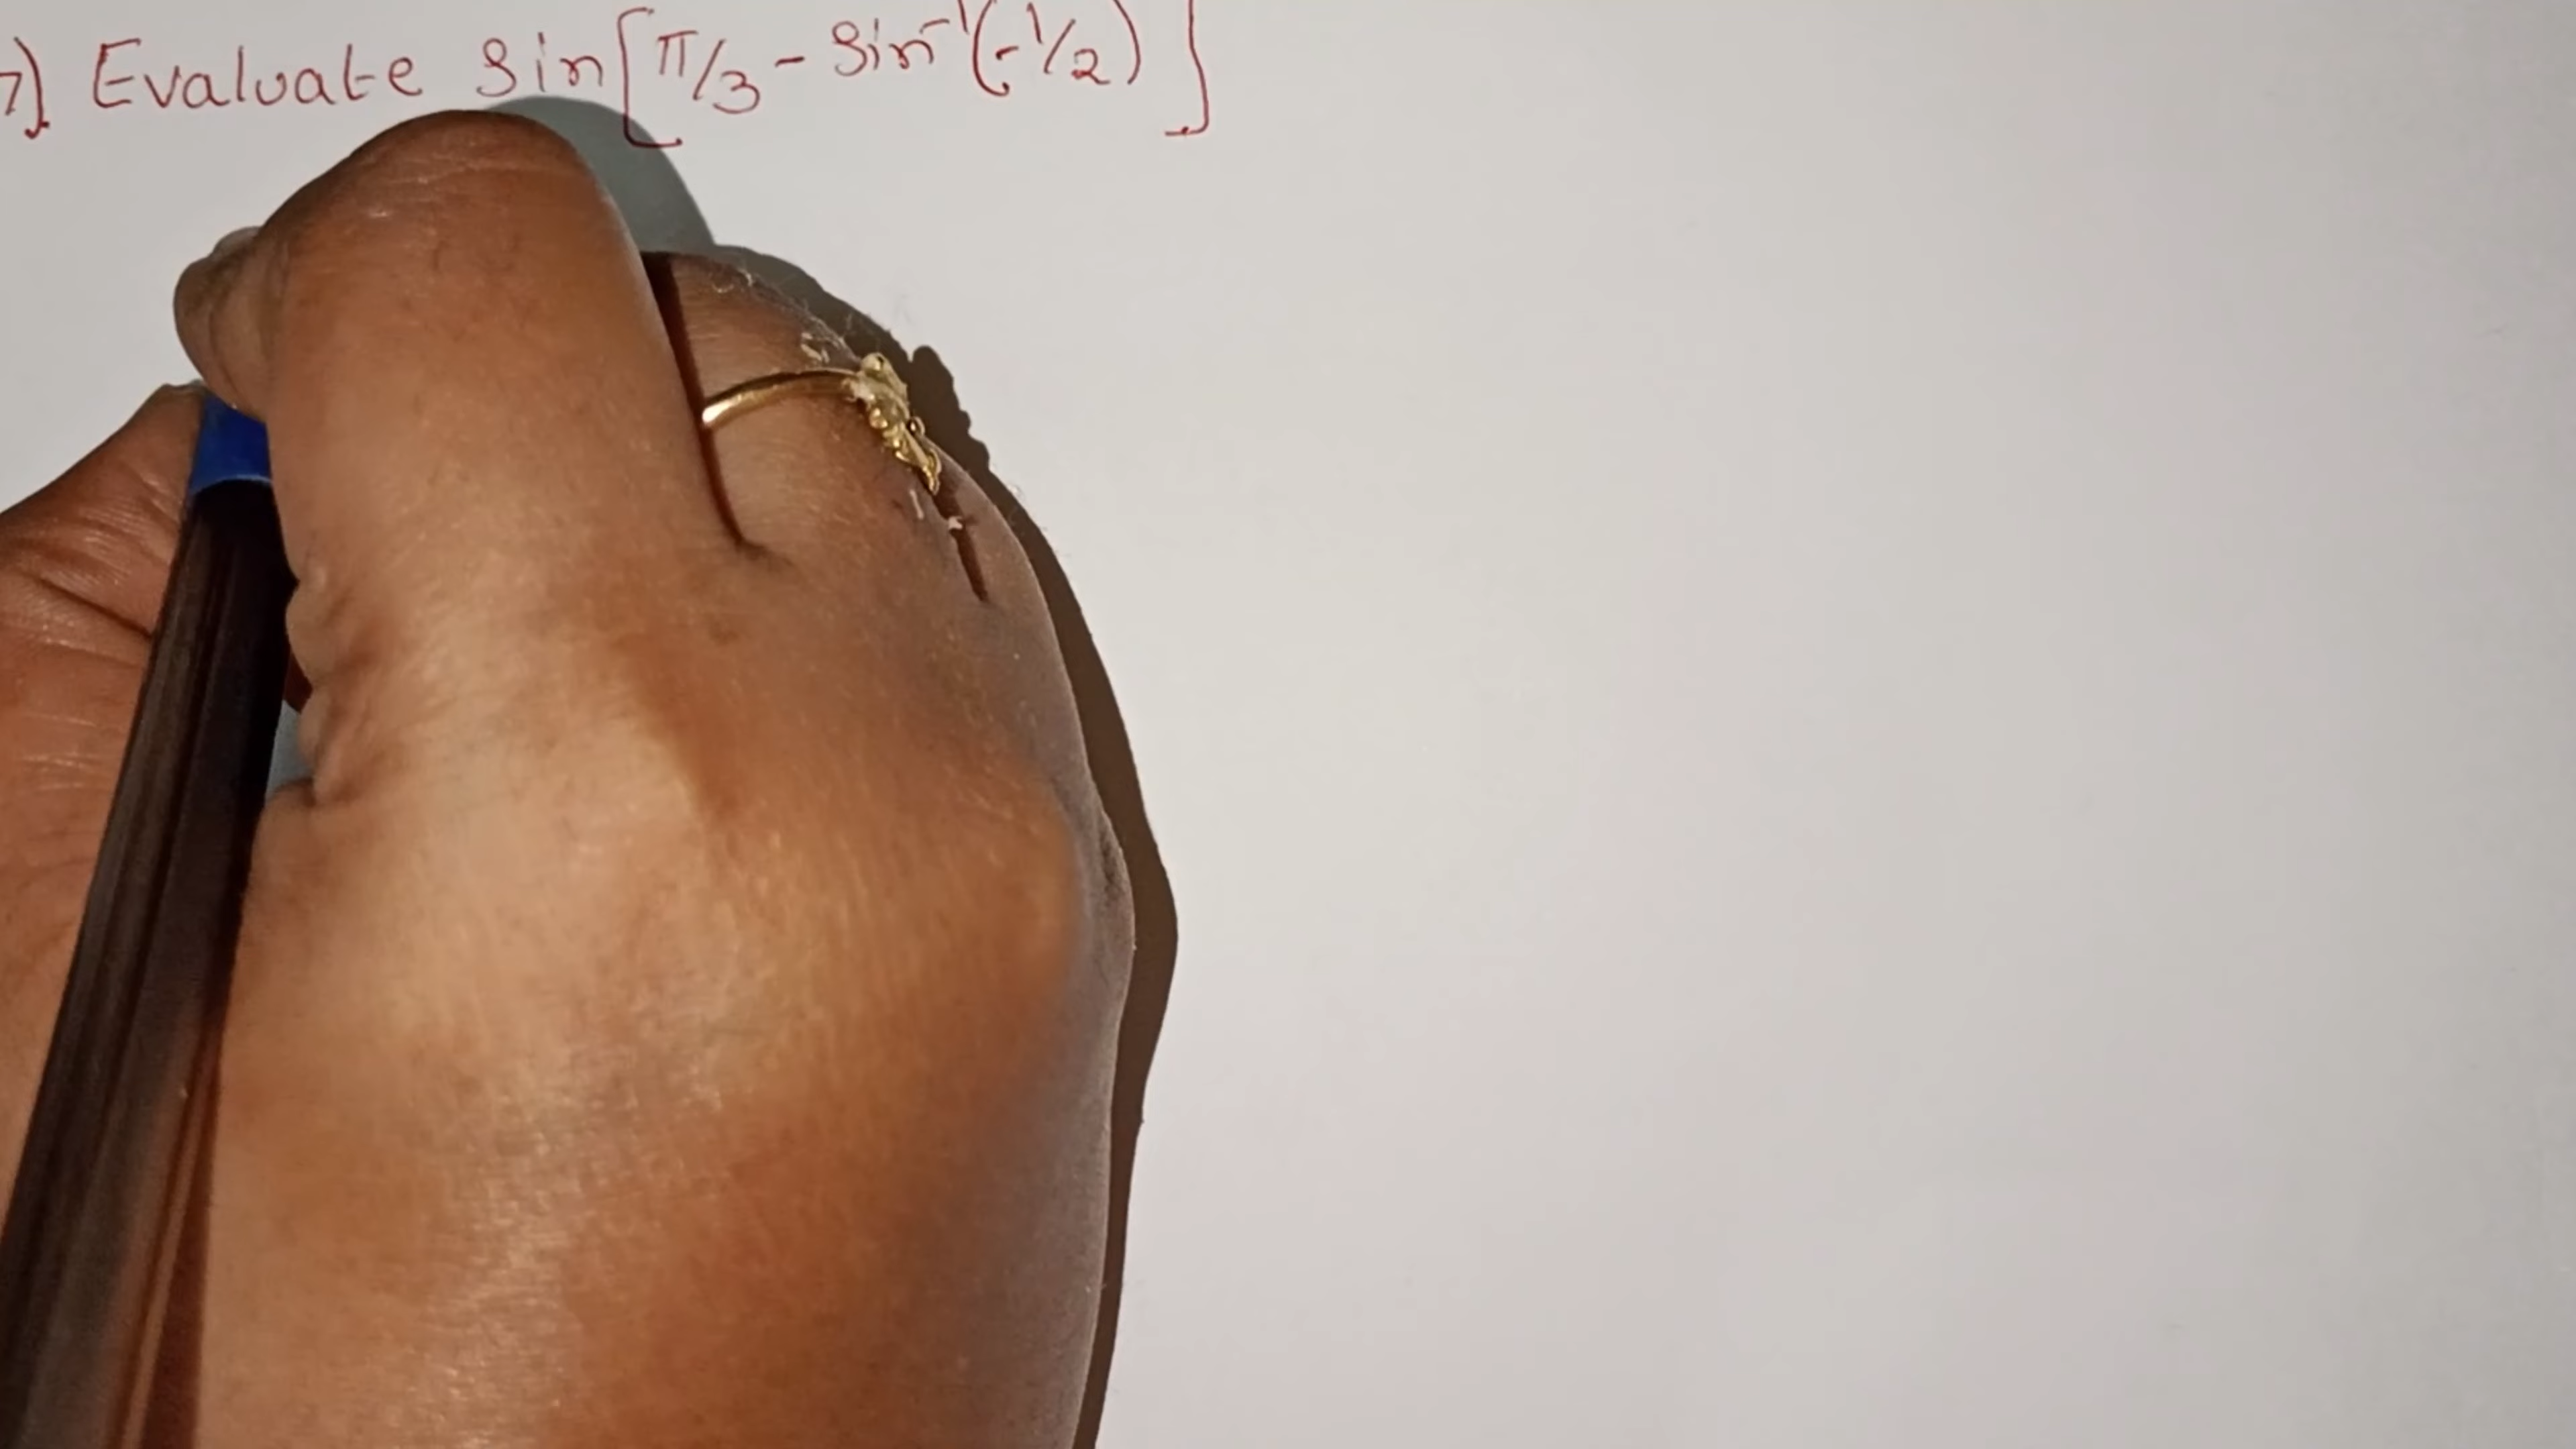 7) Evaluate Sin[π/3 - Sin⁻¹(-1/2)]